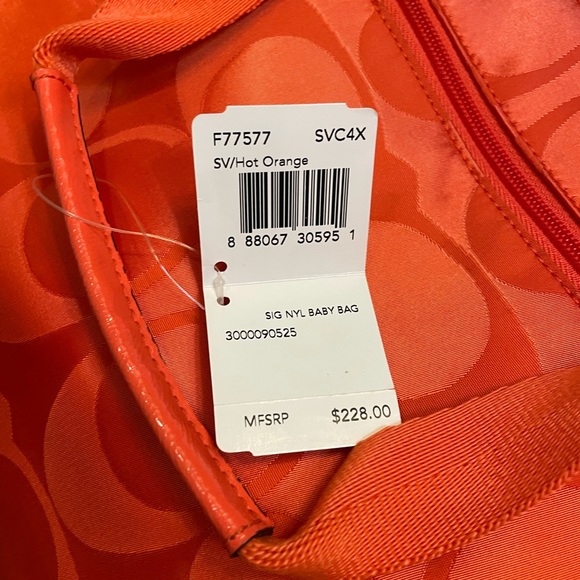 F77577 SVC4X
SV/Hot Orange
8 88067 30595 1
SIG NYL BABY BAG
3000090525
MFSRP $228.00